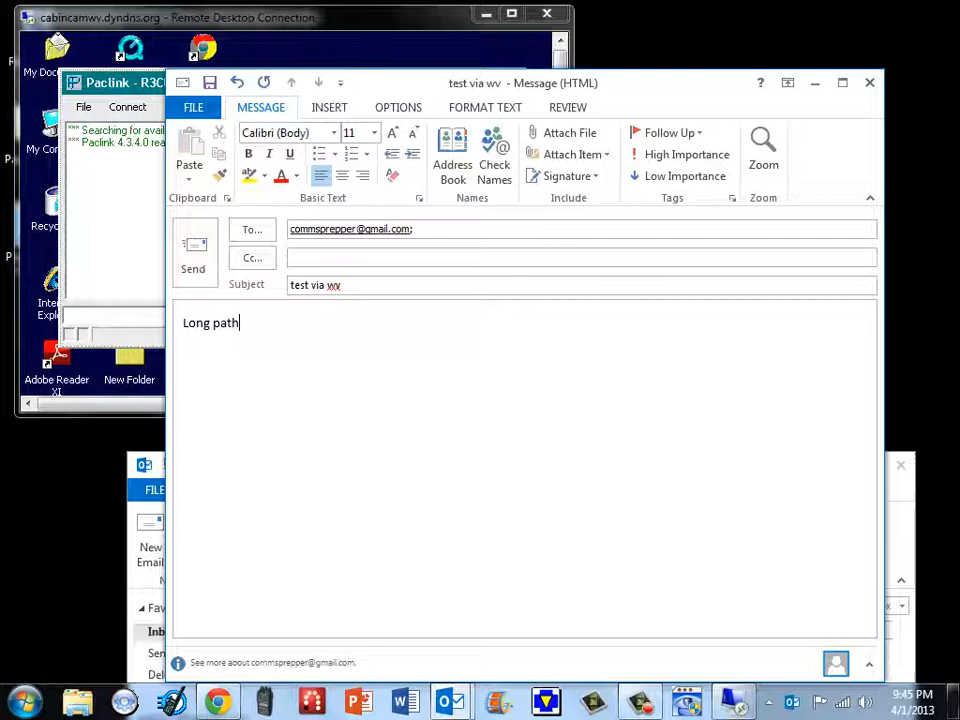 cabincamwv.dyndns.org - Remote Desktop Connection
My Doc
Paclink - R3C
File Connect
*** Searching for avai
*** Paclink 4.3.4.0 rea
My Com
Recyc
Inter
Expl
Adobe Reader
XI
New Folder
test via wv - Message (HTML)
FILE MESSAGE INSERT OPTIONS FORMAT TEXT REVIEW
Paste
Clipboard
Calibri (Body) 11
B I U
A
Basic Text
Address
Book
Check
Names
Names
Attach File
Attach Item
Signature
Include
Follow Up
High Importance
Low Importance
Tags
Zoom
Zoom
Send
To... commsprepper@gmail.com;
Cc...
Subject test via wv
Long path
See more about commsprepper@gmail.com.
FILE
New
Email
Fav
Inb
Sen
Del
9:45 PM
4/1/2013